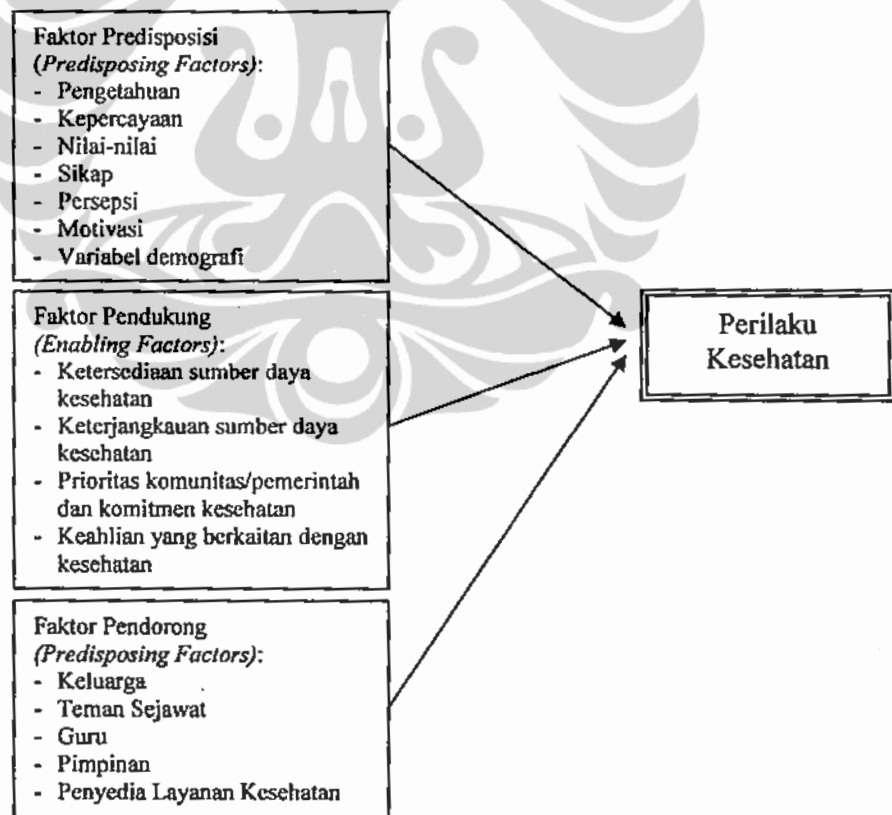 Faktor Predisposisi
(Predisposing Factors):
- Pengetahuan
- Kepercayaan
- Nilai-nilai
- Sikap
- Persepsi
- Motivasi
- Variabel demografi
Faktor Pendukung
(Enabling Factors):
- Ketersediaan sumber daya
kesehatan
- Keterjangkauan sumber daya
kesehatan
- Prioritas komunitas/pemerintah
dan komitmen kesehatan
- Keahlian yang berkaitan dengan
kesehatan
Faktor Pendorong
(Predisposing Factors):
- Keluarga
- Teman Sejawat
- Guru
- Pimpinan
- Penyedia Layanan Kesehatan
Perilaku
Kesehatan